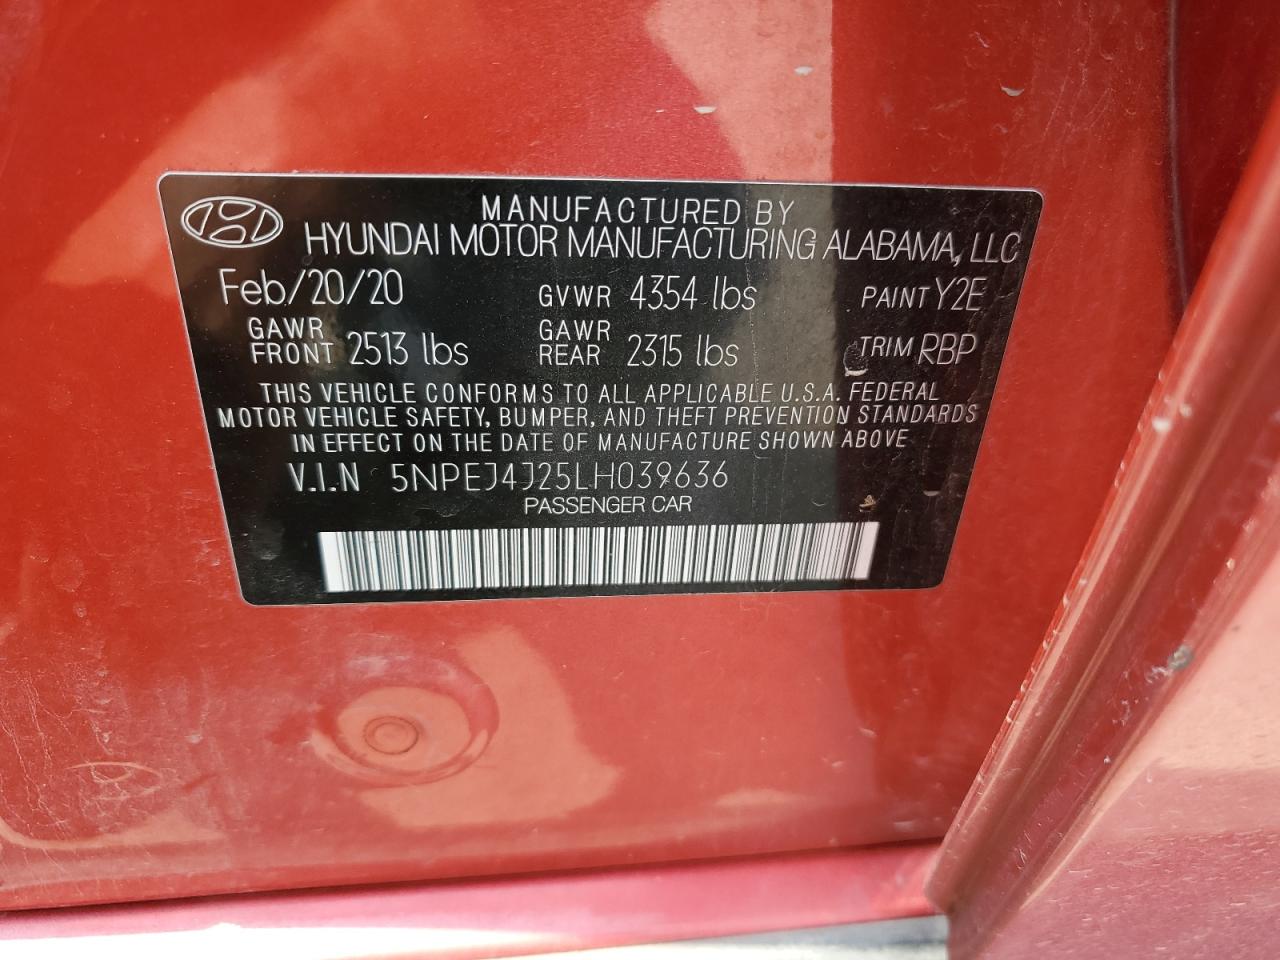 MANUFACTURED BY
HYUNDAI MOTOR MANUFACTURING ALABAMA, LLC
Feb/20/20 GVWR 4354 lbs PAINT Y2E
GAWR FRONT 2513 lbs GAWR REAR 2315 lbs TRIM RBP
THIS VEHICLE CONFORMS TO ALL APPLICABLE U.S.A. FEDERAL
MOTOR VEHICLE SAFETY, BUMPER, AND THEFT PREVENTION STANDARDS
IN EFFECT ON THE DATE OF MANUFACTURE SHOWN ABOVE
V.I.N 5NPEJ4J25LH039636
PASSENGER CAR